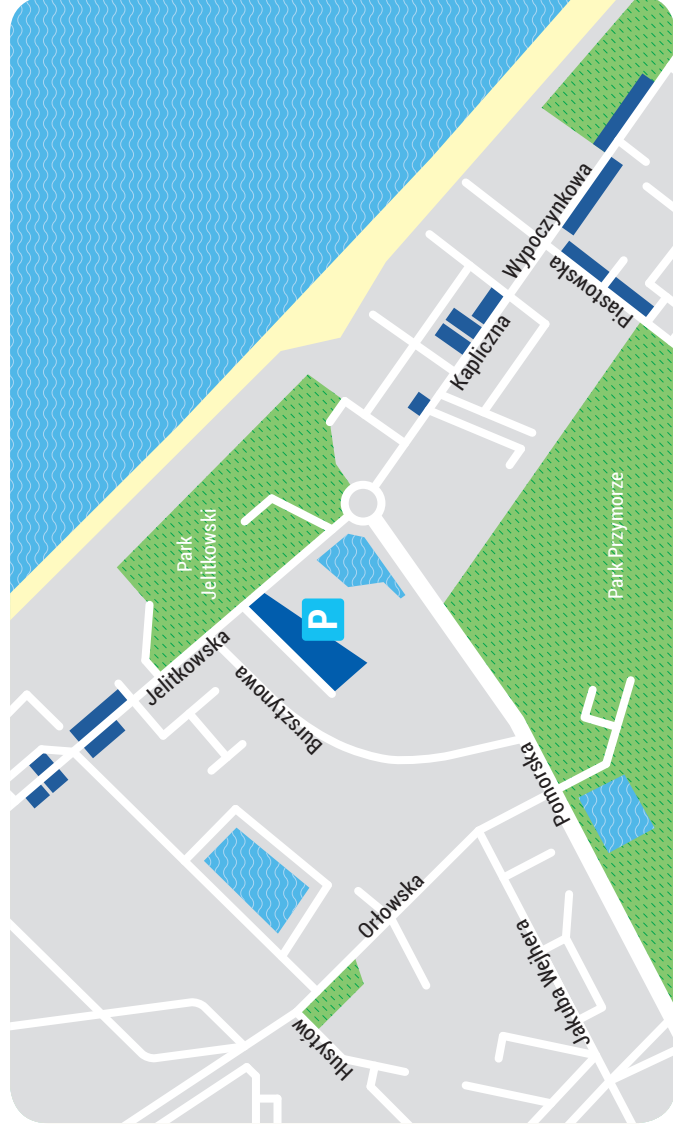 Wypoczynkowa
Piastowska
Kapliczna
Park
Jelitkowski
Park Przymorze
P
Jelitkowska
Bursztynowa
Pomorska
Orłowska
Jakuba Wejhera
Husytów